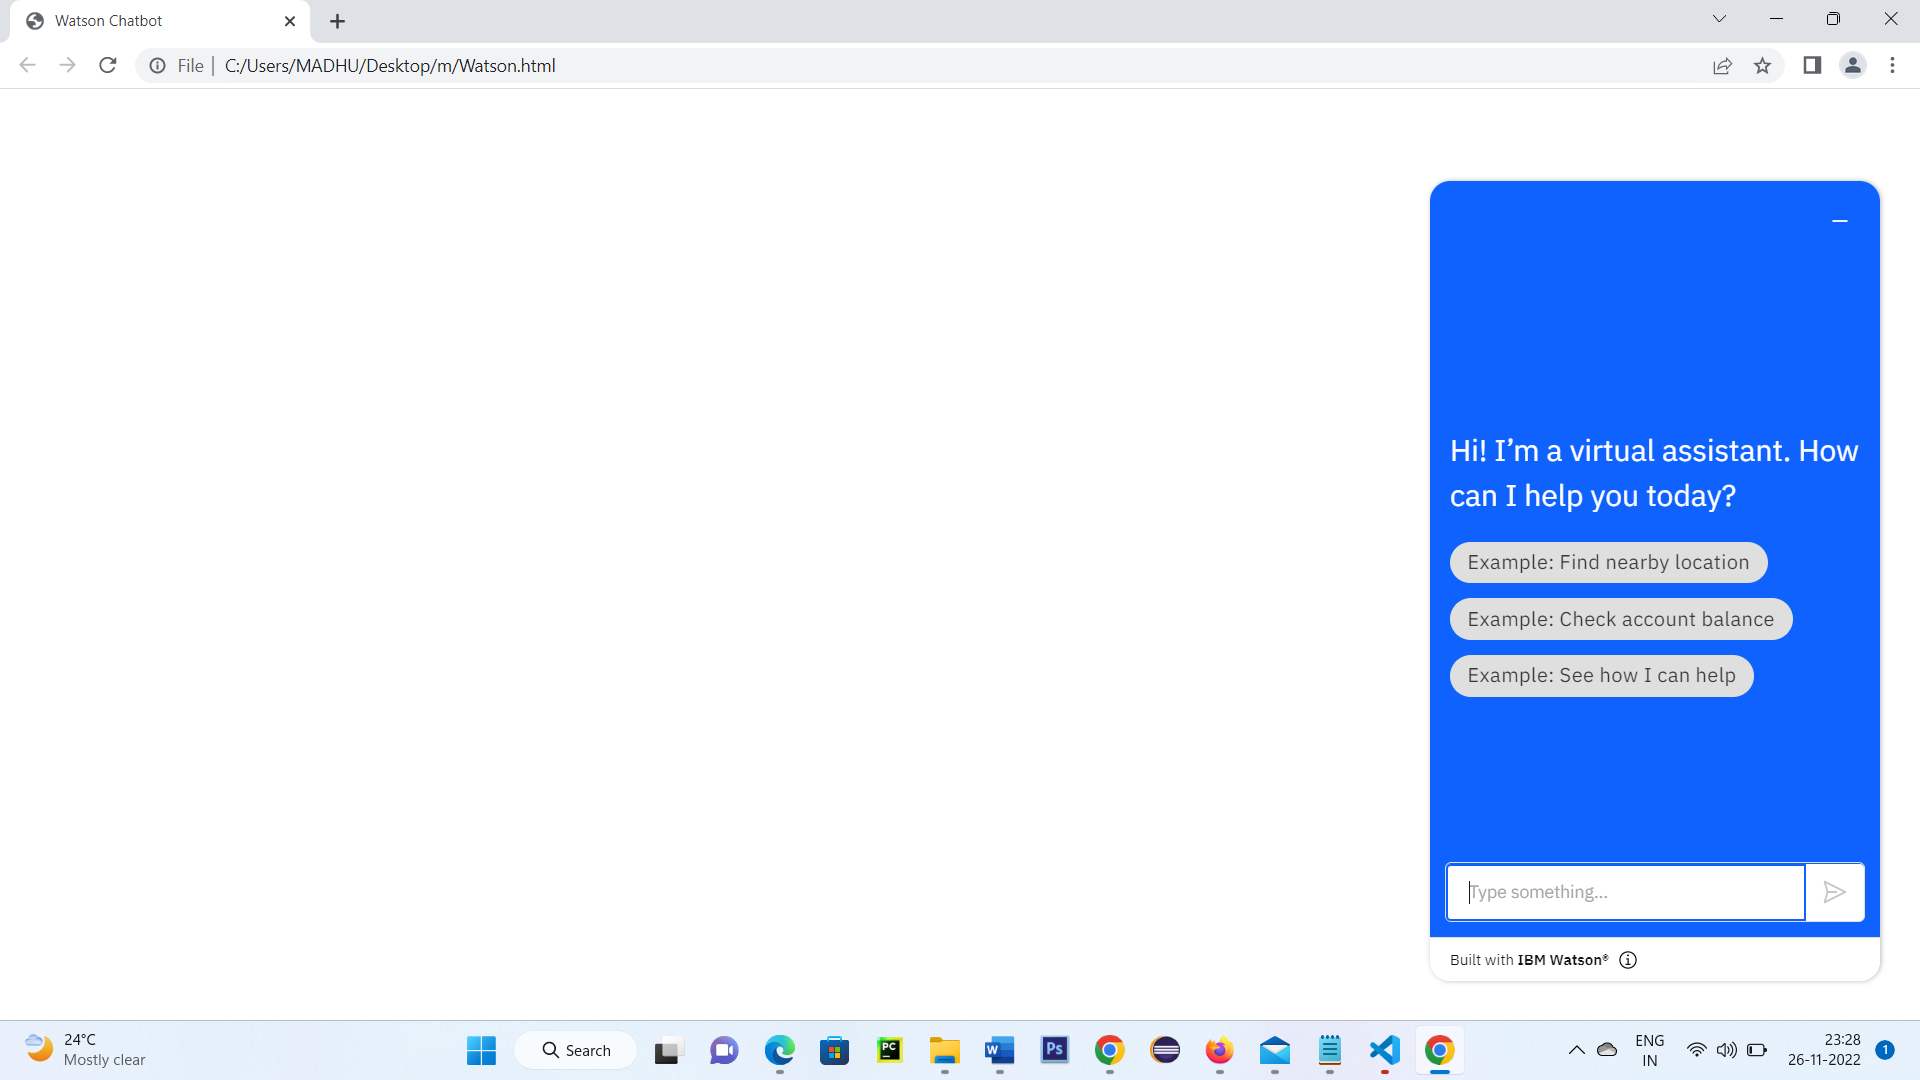 Watson Chatbot
File
C:/Users/MADHU/Desktop/m/Watson.html
Hi! I’m a virtual assistant. How
can I help you today?
Example: Find nearby location
Example: Check account balance
Example: See how I can help
Type something...
Built with IBM Watson®
24°C
Mostly clear
Search
PC
W
Ps
ENG
IN
23:28
26-11-2022
1